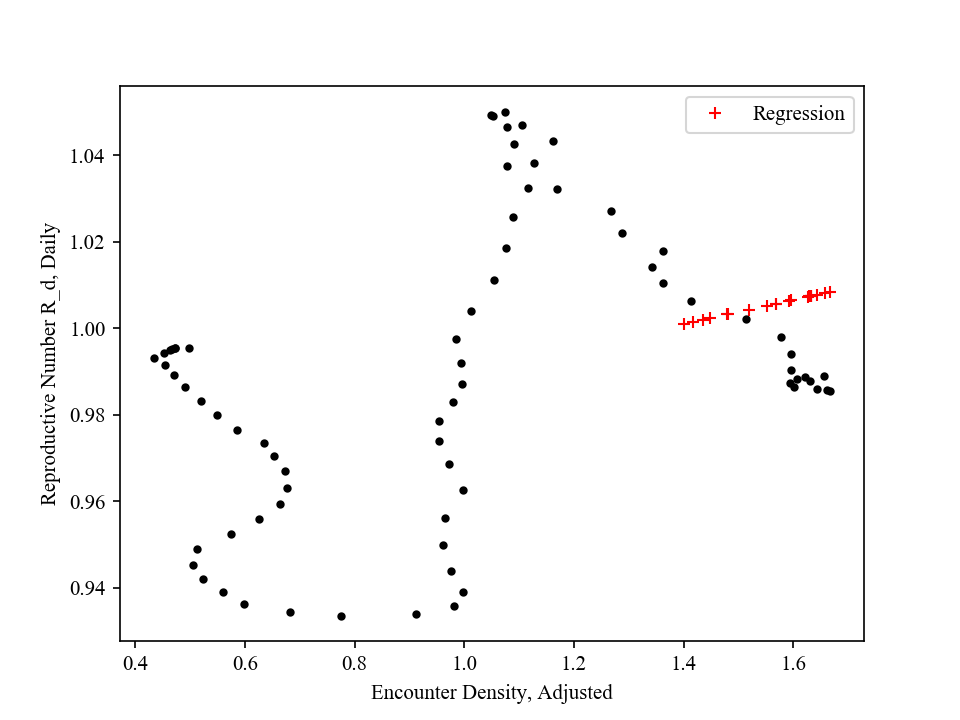 Regression
1.04
1.02
1.00
0.98
0.96
0.94
Reproductive Number R_d, Daily
0.4 0.6 0.8 1.0 1.2 1.4 1.6
Encounter Density, Adjusted